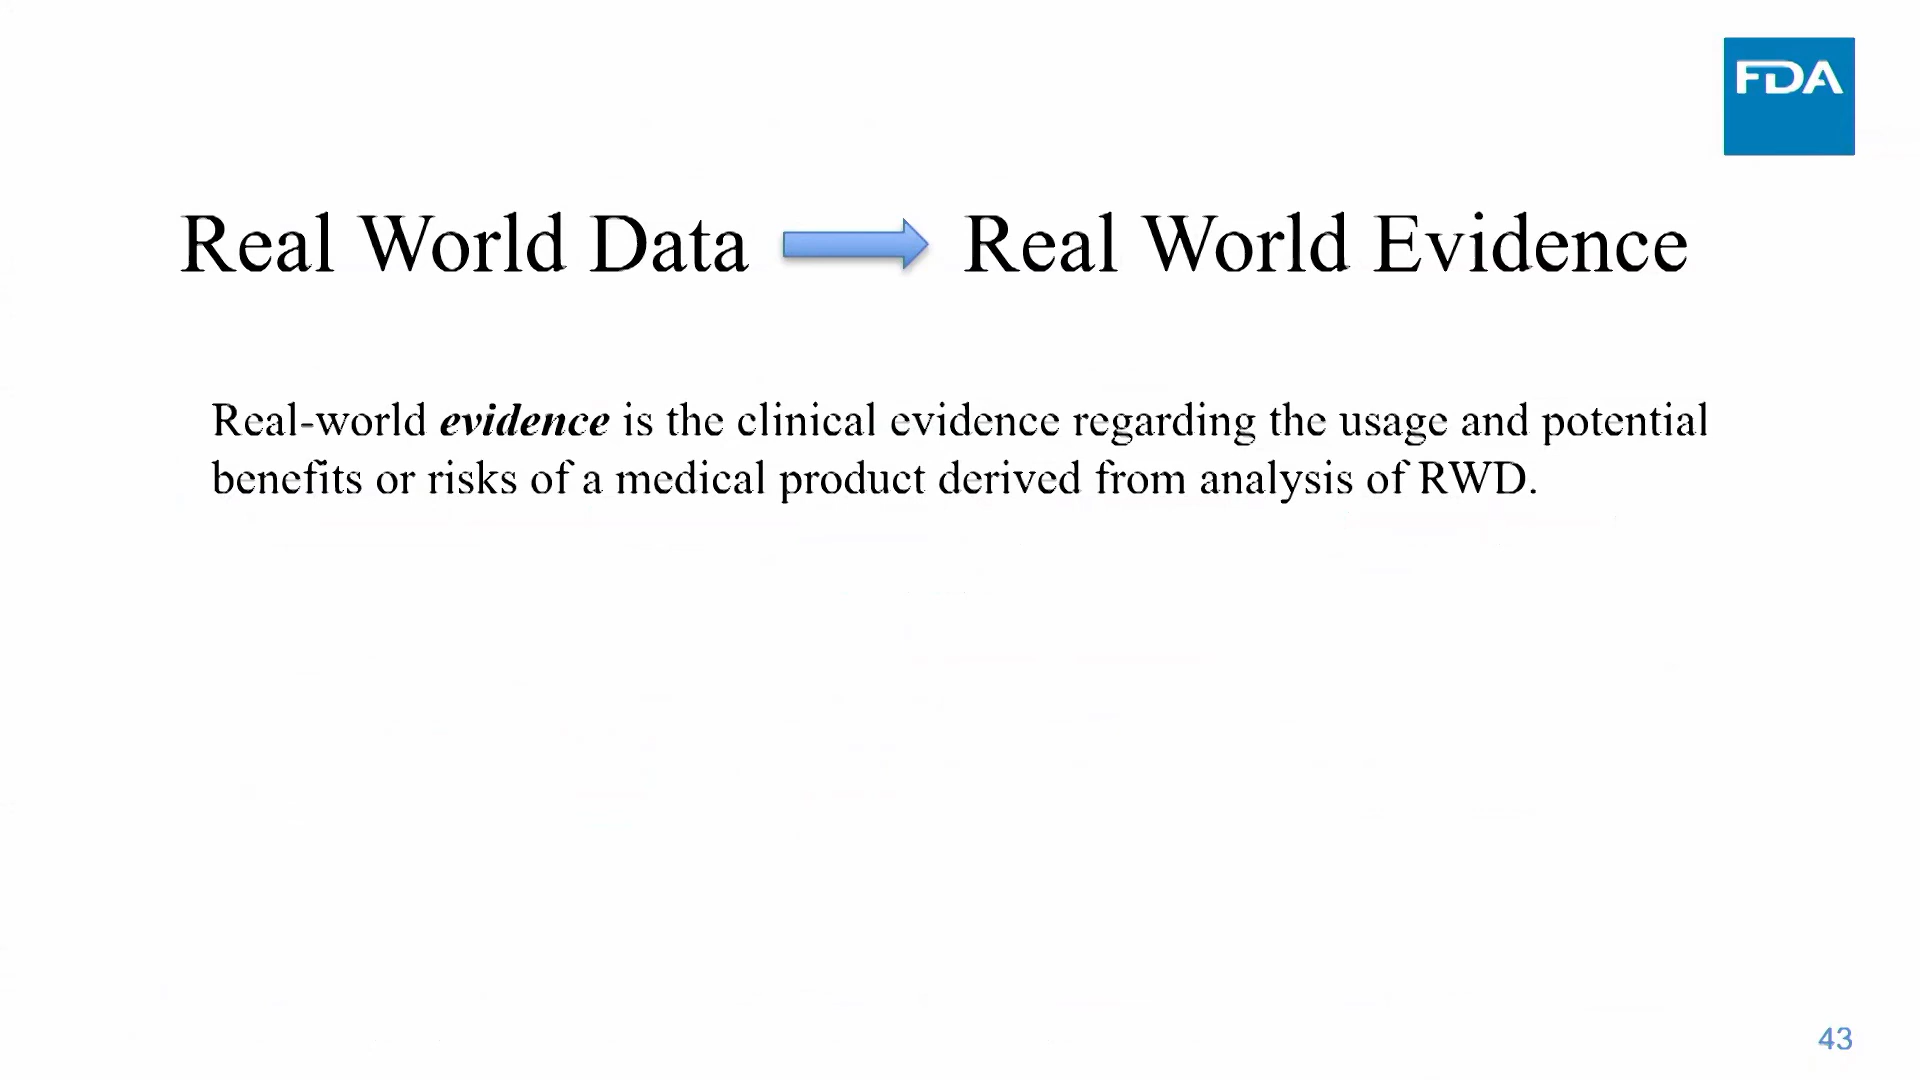 FDA
Real World Data Real World Evidence
Real-world evidence is the clinical evidence regarding the usage and potential
benefits or risks of a medical product derived from analysis of RWD.
43